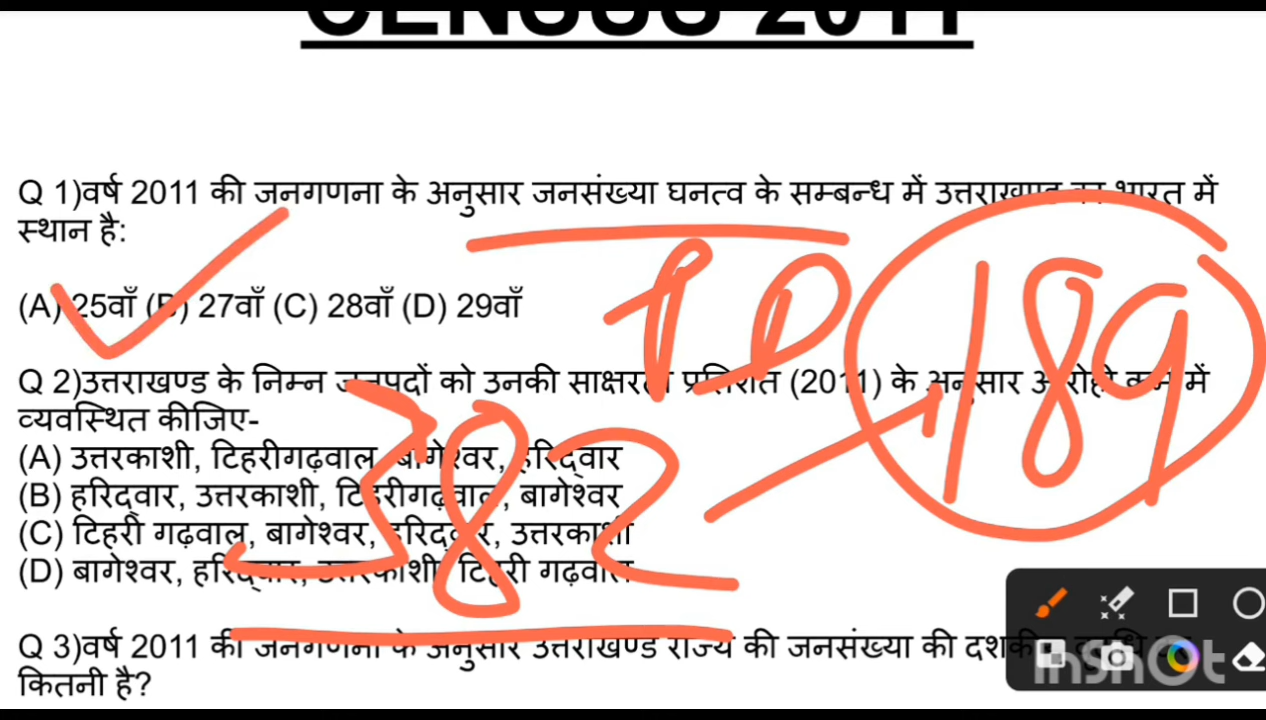 CENSUS 2011
Q 1)वर्ष 2011 की जनगणना के अनुसार जनसंख्या घनत्व के सम्बन्ध में उत्तराखण्ड का भारत में
स्थान है:
(A) 25वाँ (B) 27वाँ (C) 28वाँ (D) 29वाँ
PD
189
Q 2)उत्तराखण्ड के निम्न जनपदों को उनकी साक्षरता प्रतिशत (2011) के अनुसार आरोही क्रम में
व्यवस्थित कीजिए-
382
(A) उत्तरकाशी, टिहरीगढ़वाल, बागेश्वर, हरिद्वार
(B) हरिद्वार, उत्तरकाशी, टिहरीगढ़वाल, बागेश्वर
(C) टिहरी गढ़वाल, बागेश्वर, हरिद्वार, उत्तरकाशी
(D) बागेश्वर, हरिद्वार, उत्तरकाशी, टिहरी गढ़वाल
Q 3)वर्ष 2011 की जनगणना के अनुसार उत्तराखण्ड राज्य की जनसंख्या की
कितनी है?
InShOt